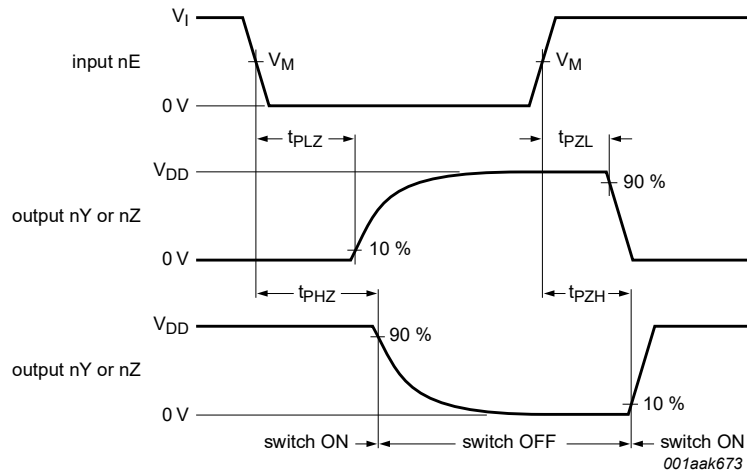 V_I
input nE
V_M
V_M
0 V
t_PLZ
t_PZL
V_DD
90 %
output nY or nZ
10 %
0 V
t_PHZ
t_PZH
V_DD
90 %
output nY or nZ
10 %
0 V
switch ON
switch OFF
switch ON
001aak673